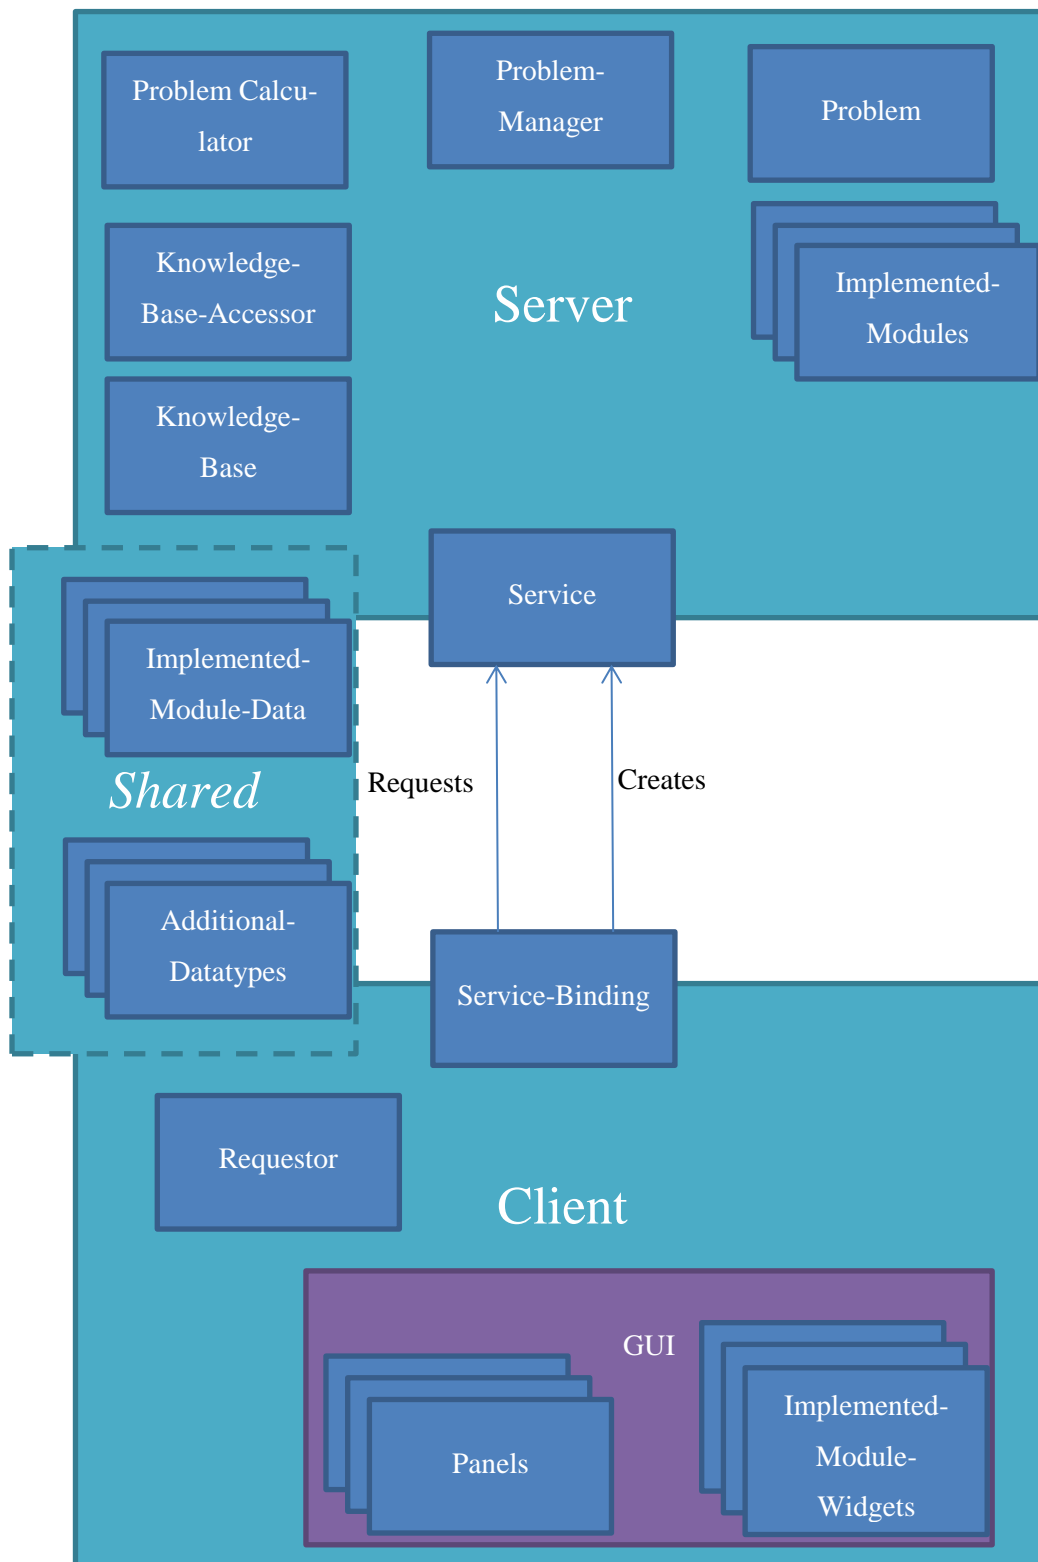 Problem Calcu-
lator
Problem-
Manager
Problem
Knowledge-
Base-Accessor
Server
Implemented-
Modules
Knowledge-
Base
Service
Implemented-
Module-Data
Shared
Requests
Creates
Additional-
Datatypes
Service-Binding
Requestor
Client
GUI
Panels
Implemented-
Module-
Widgets